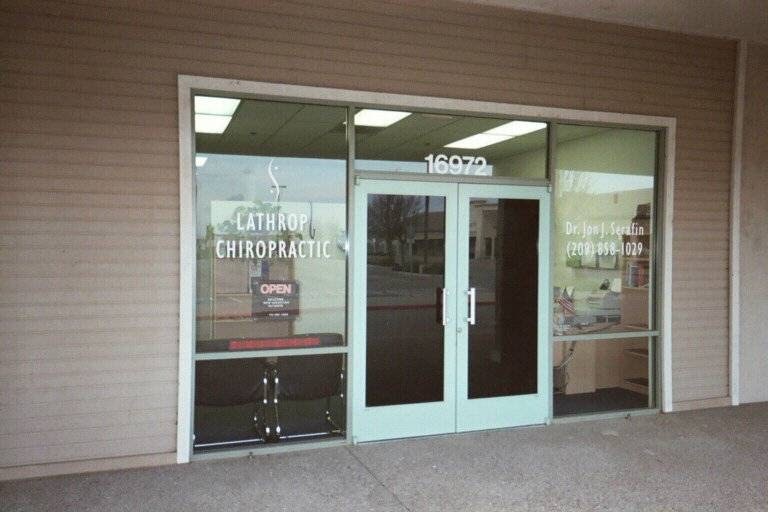 16972
LATHROP
CHIROPRACTIC
Dr. Jon J. Serafin
(209) 858-1029
OPEN